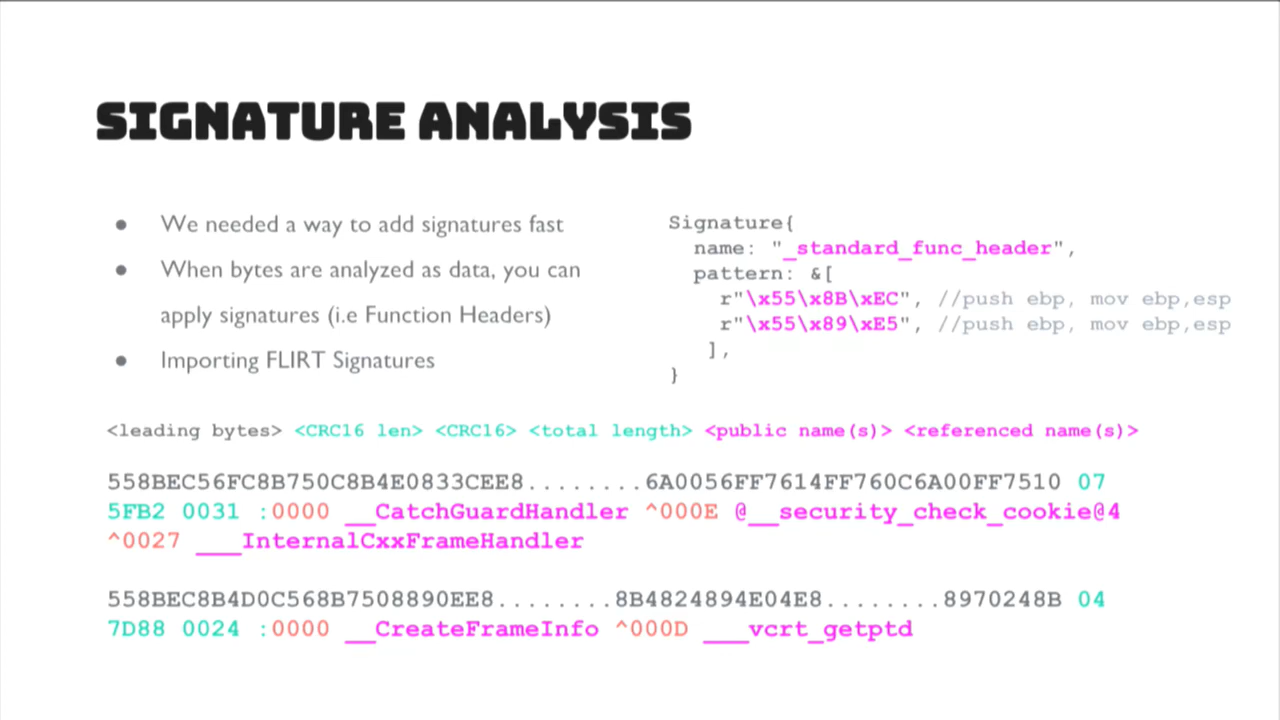 SIGNATURE ANALYSIS
● We needed a way to add signatures fast
● When bytes are analyzed as data, you can
apply signatures (i.e Function Headers)
● Importing FLIRT Signatures
Signature{
name: "_standard_func_header",
pattern: &[
r"\x55\x8B\xEC", //push ebp, mov ebp,esp
r"\x55\x89\xE5", //push ebp, mov ebp,esp
],
}
<leading bytes> <CRC16 len> <CRC16> <total length> <public name(s)> <referenced name(s)>
558BEC56FC8B750C8B4E0833CEE8........6A0056FF7614FF760C6A00FF7510 07
5FB2 0031 :0000 __CatchGuardHandler ^000E @__security_check_cookie@4
^0027 ___InternalCxxFrameHandler
558BEC8B4D0C568B7508890EE8........8B4824894E04E8........8970248B 04
7D88 0024 :0000 __CreateFrameInfo ^000D ___vcrt_getptd